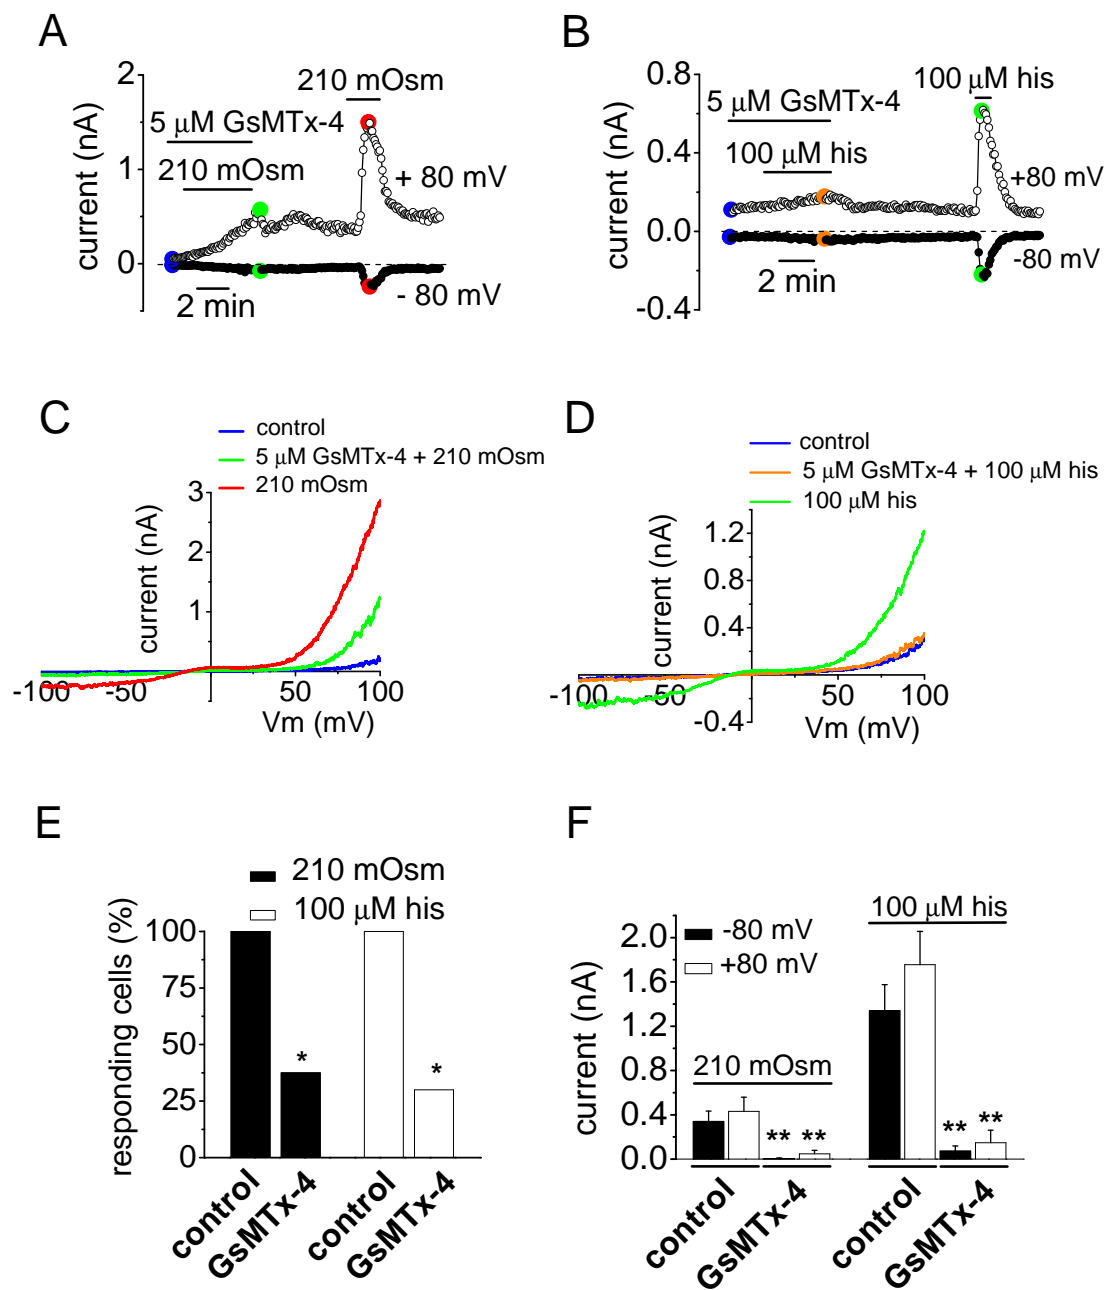 A
2
1
0
current (nA)
210 mOsm
5 μM GsMTx-4
210 mOsm
+ 80 mV
- 80 mV
2 min
B
0.8
0.4
0.0
-0.4
current (nA)
100 μM his
5 μM GsMTx-4
100 μM his
+80 mV
-80 mV
2 min
C
control
5 μM GsMTx-4 + 210 mOsm
210 mOsm
3
2
1
current (nA)
-100
-50
50
100
Vm (mV)
D
control
5 μM GsMTx-4 + 100 μM his
100 μM his
1.2
0.8
0.4
-0.4
current (nA)
-100
-50
50
100
Vm (mV)
E
210 mOsm
100 μM his
100
75
50
25
0
responding cells (%)
*
*
control
GsMTx-4
control
GsMTx-4
F
100 μM his
-80 mV
+80 mV
2.0
1.6
1.2
0.8
0.4
0.0
current (nA)
210 mOsm
** **
** **
control
GsMTx-4
control
GsMTx-4